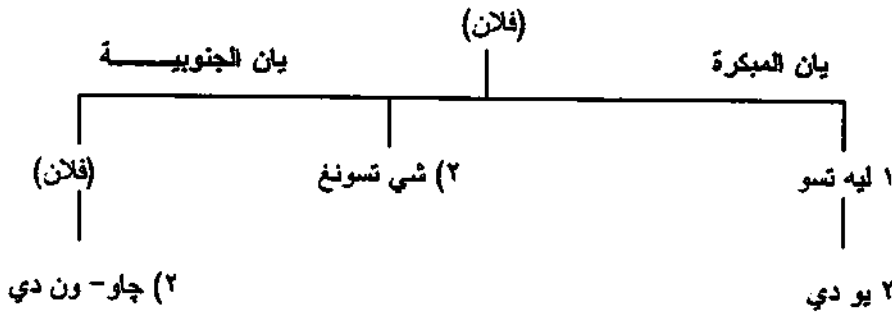 (فلان)
يان المبكرة
يان الجنوبيـــــة
١ ليه تسو
٢) شي تسونغ
(فلان)
٢ يو دي
٢) چاو- ون دي